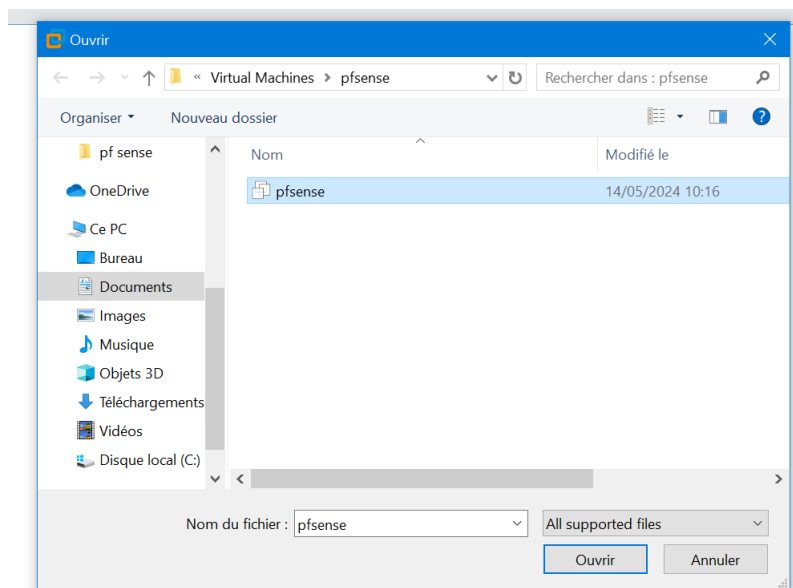 Ouvrir
« Virtual Machines > pfsense
Rechercher dans : pfsense
Organiser
Nouveau dossier
?
pf sense
OneDrive
Ce PC
Bureau
Documents
Images
Musique
Objets 3D
Téléchargements
Vidéos
Disque local (C:)
Nom
Modifié le
pfsense
14/05/2024 10:16
Nom du fichier :
pfsense
All supported files
Ouvrir
Annuler